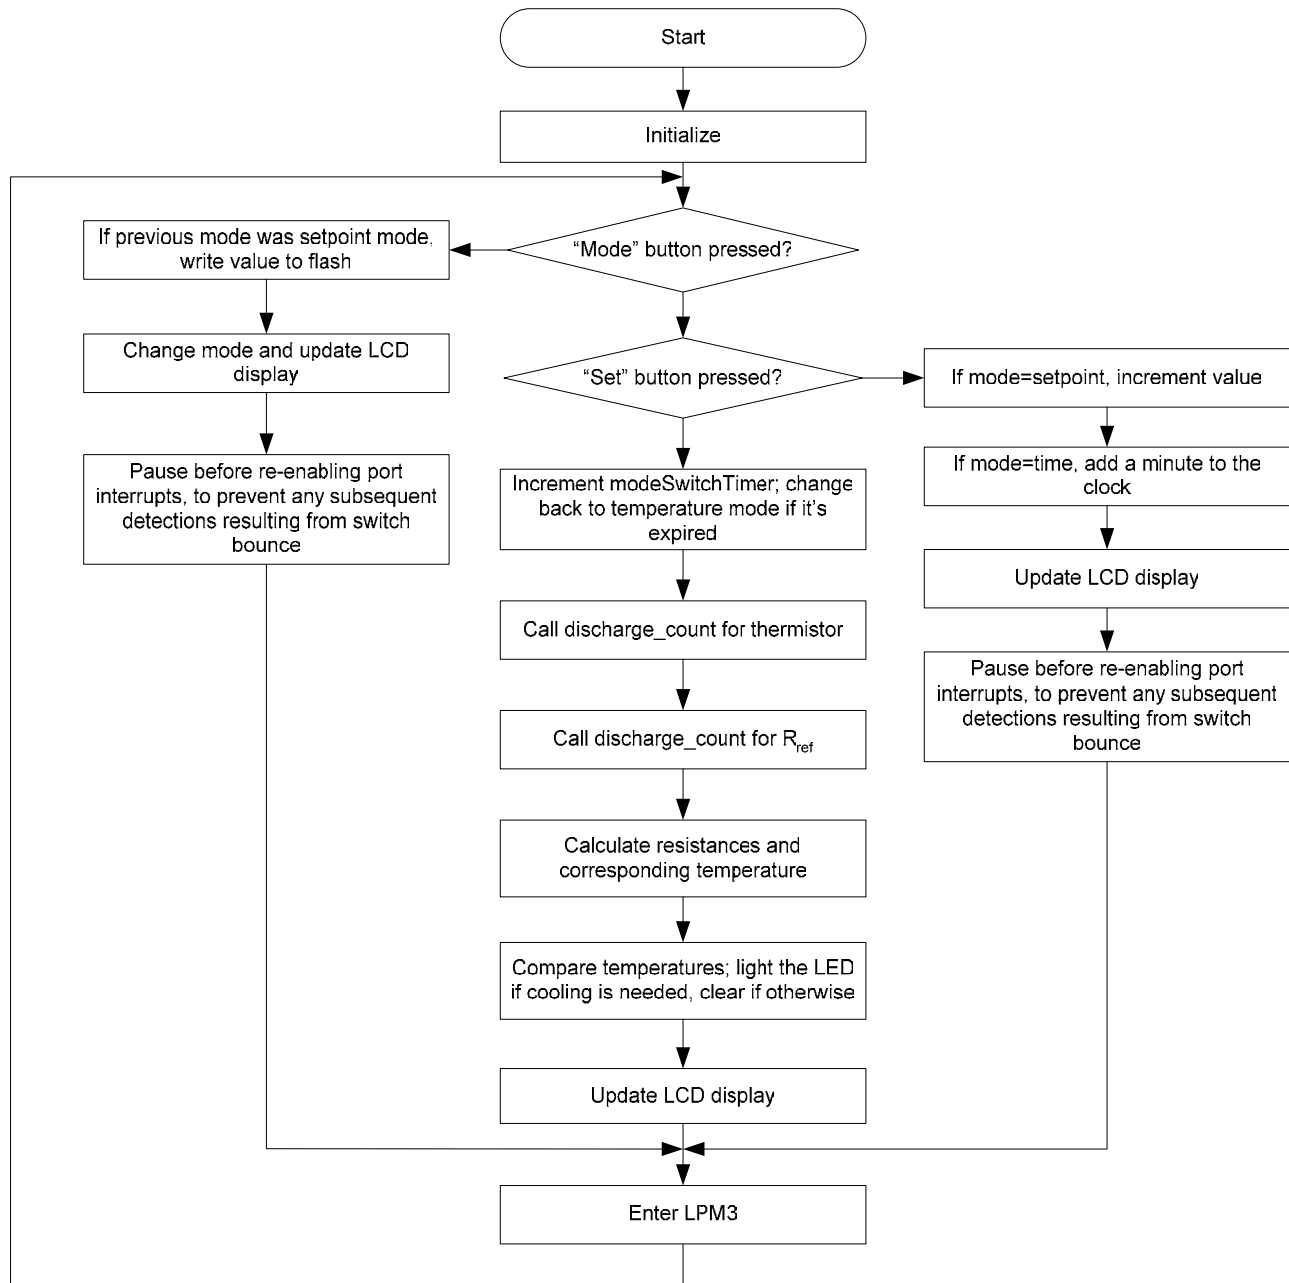 Start
Initialize
“Mode” button pressed?
If previous mode was setpoint mode,
write value to flash
Change mode and update LCD
display
Pause before re-enabling port
interrupts, to prevent any subsequent
detections resulting from switch
bounce
“Set” button pressed?
If mode=setpoint, increment value
If mode=time, add a minute to the
clock
Update LCD display
Pause before re-enabling port
interrupts, to prevent any subsequent
detections resulting from switch
bounce
Increment modeSwitchTimer; change
back to temperature mode if it’s
expired
Call discharge_count for thermistor
Call discharge_count for Rref
Calculate resistances and
corresponding temperature
Compare temperatures; light the LED
if cooling is needed, clear if otherwise
Update LCD display
Enter LPM3